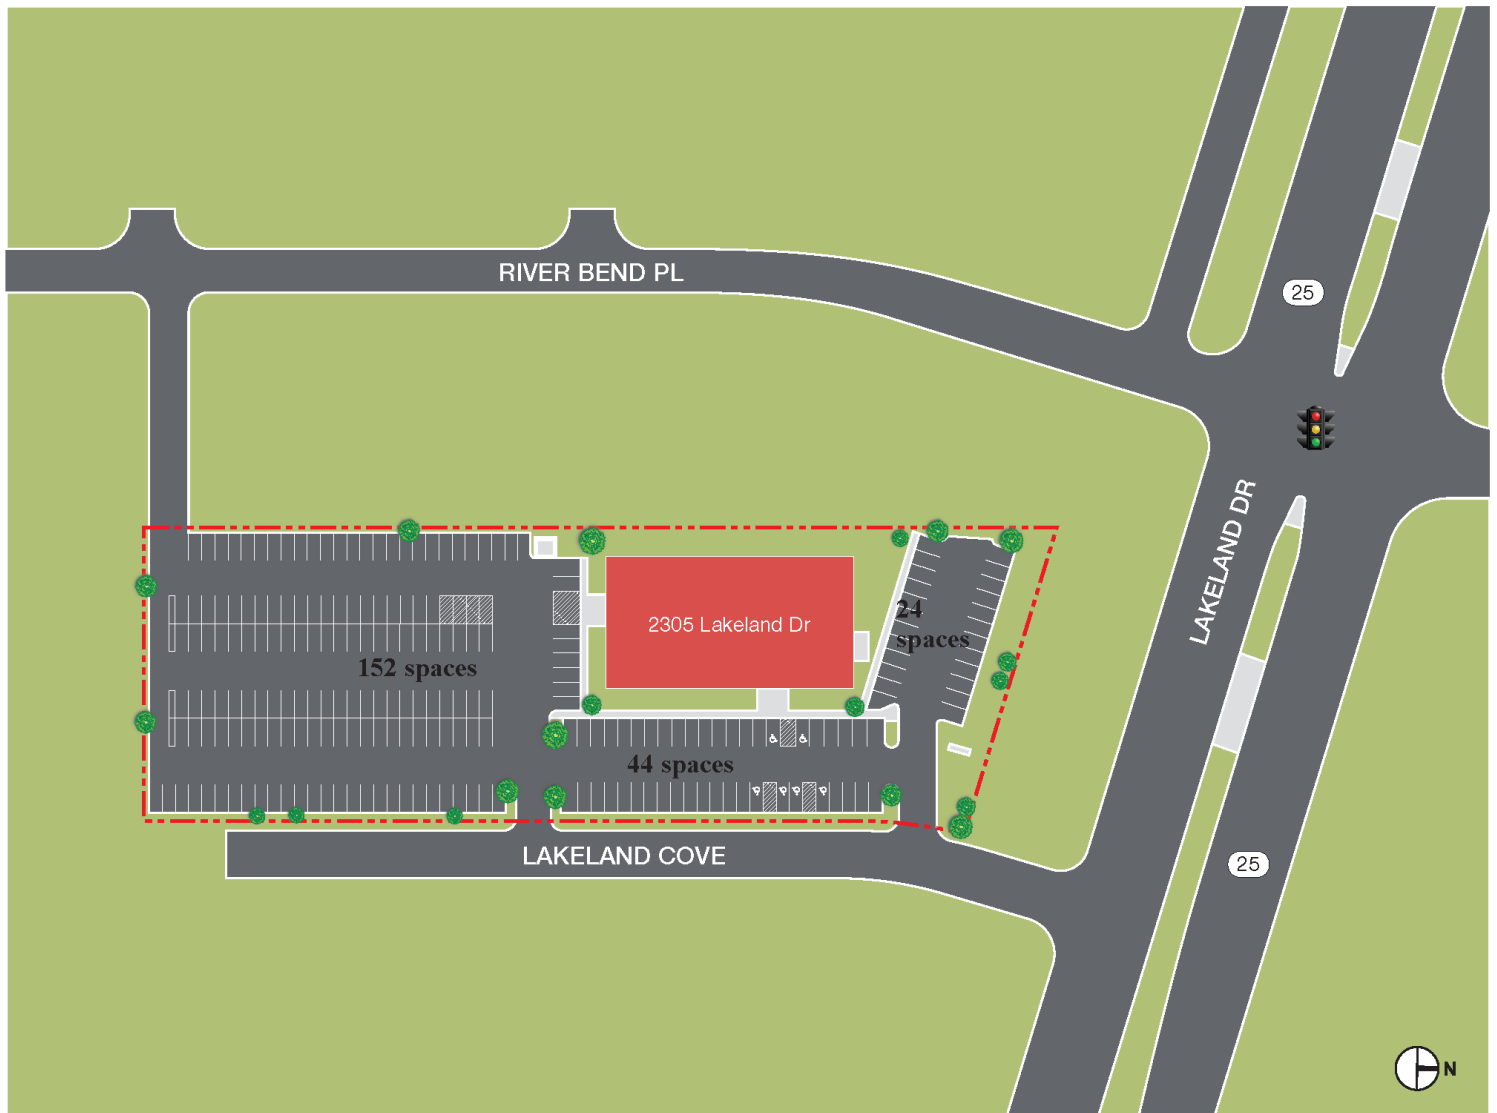 RIVER BEND PL
25
LAKELAND DR
2305 Lakeland Dr
24
spaces
152 spaces
44 spaces
LAKELAND COVE
25
N